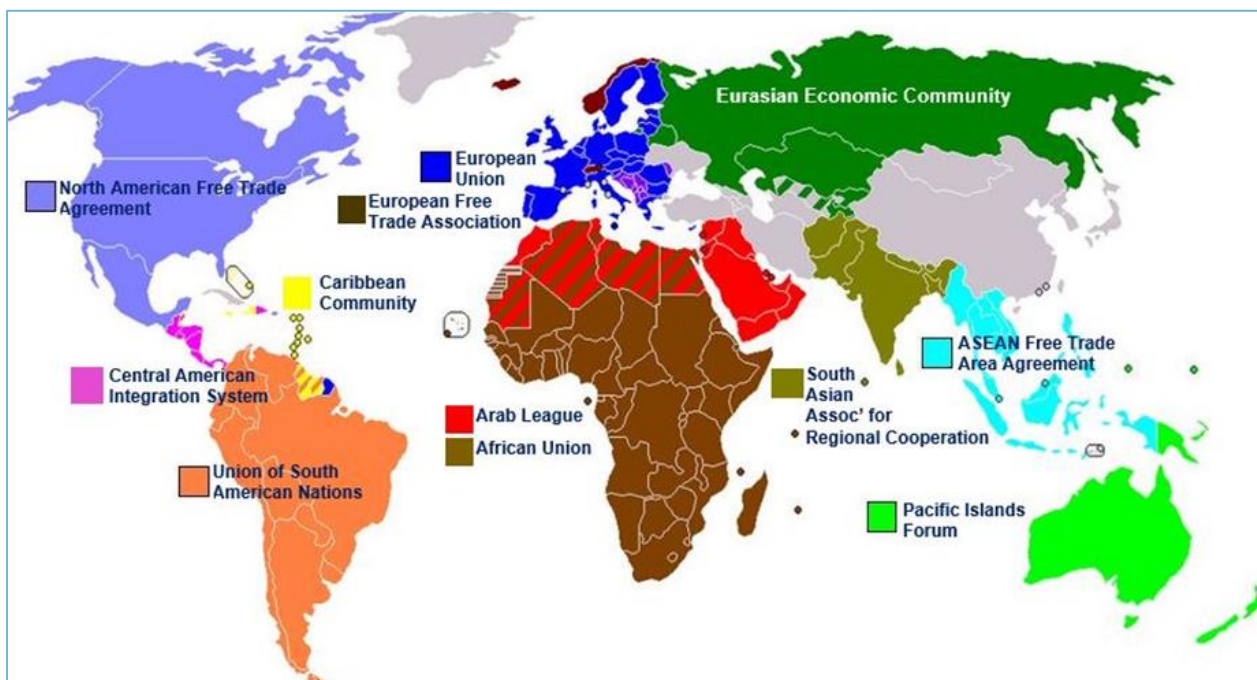 Eurasian Economic Community
European
Union
North American Free Trade
Agreement
European Free
Trade Association
Caribbean
Community
ASEAN Free Trade
Area Agreement
Central American
Integration System
South
Asian
Assoc’ for
Regional Cooperation
Arab League
African Union
Union of South
American Nations
Pacific Islands
Forum